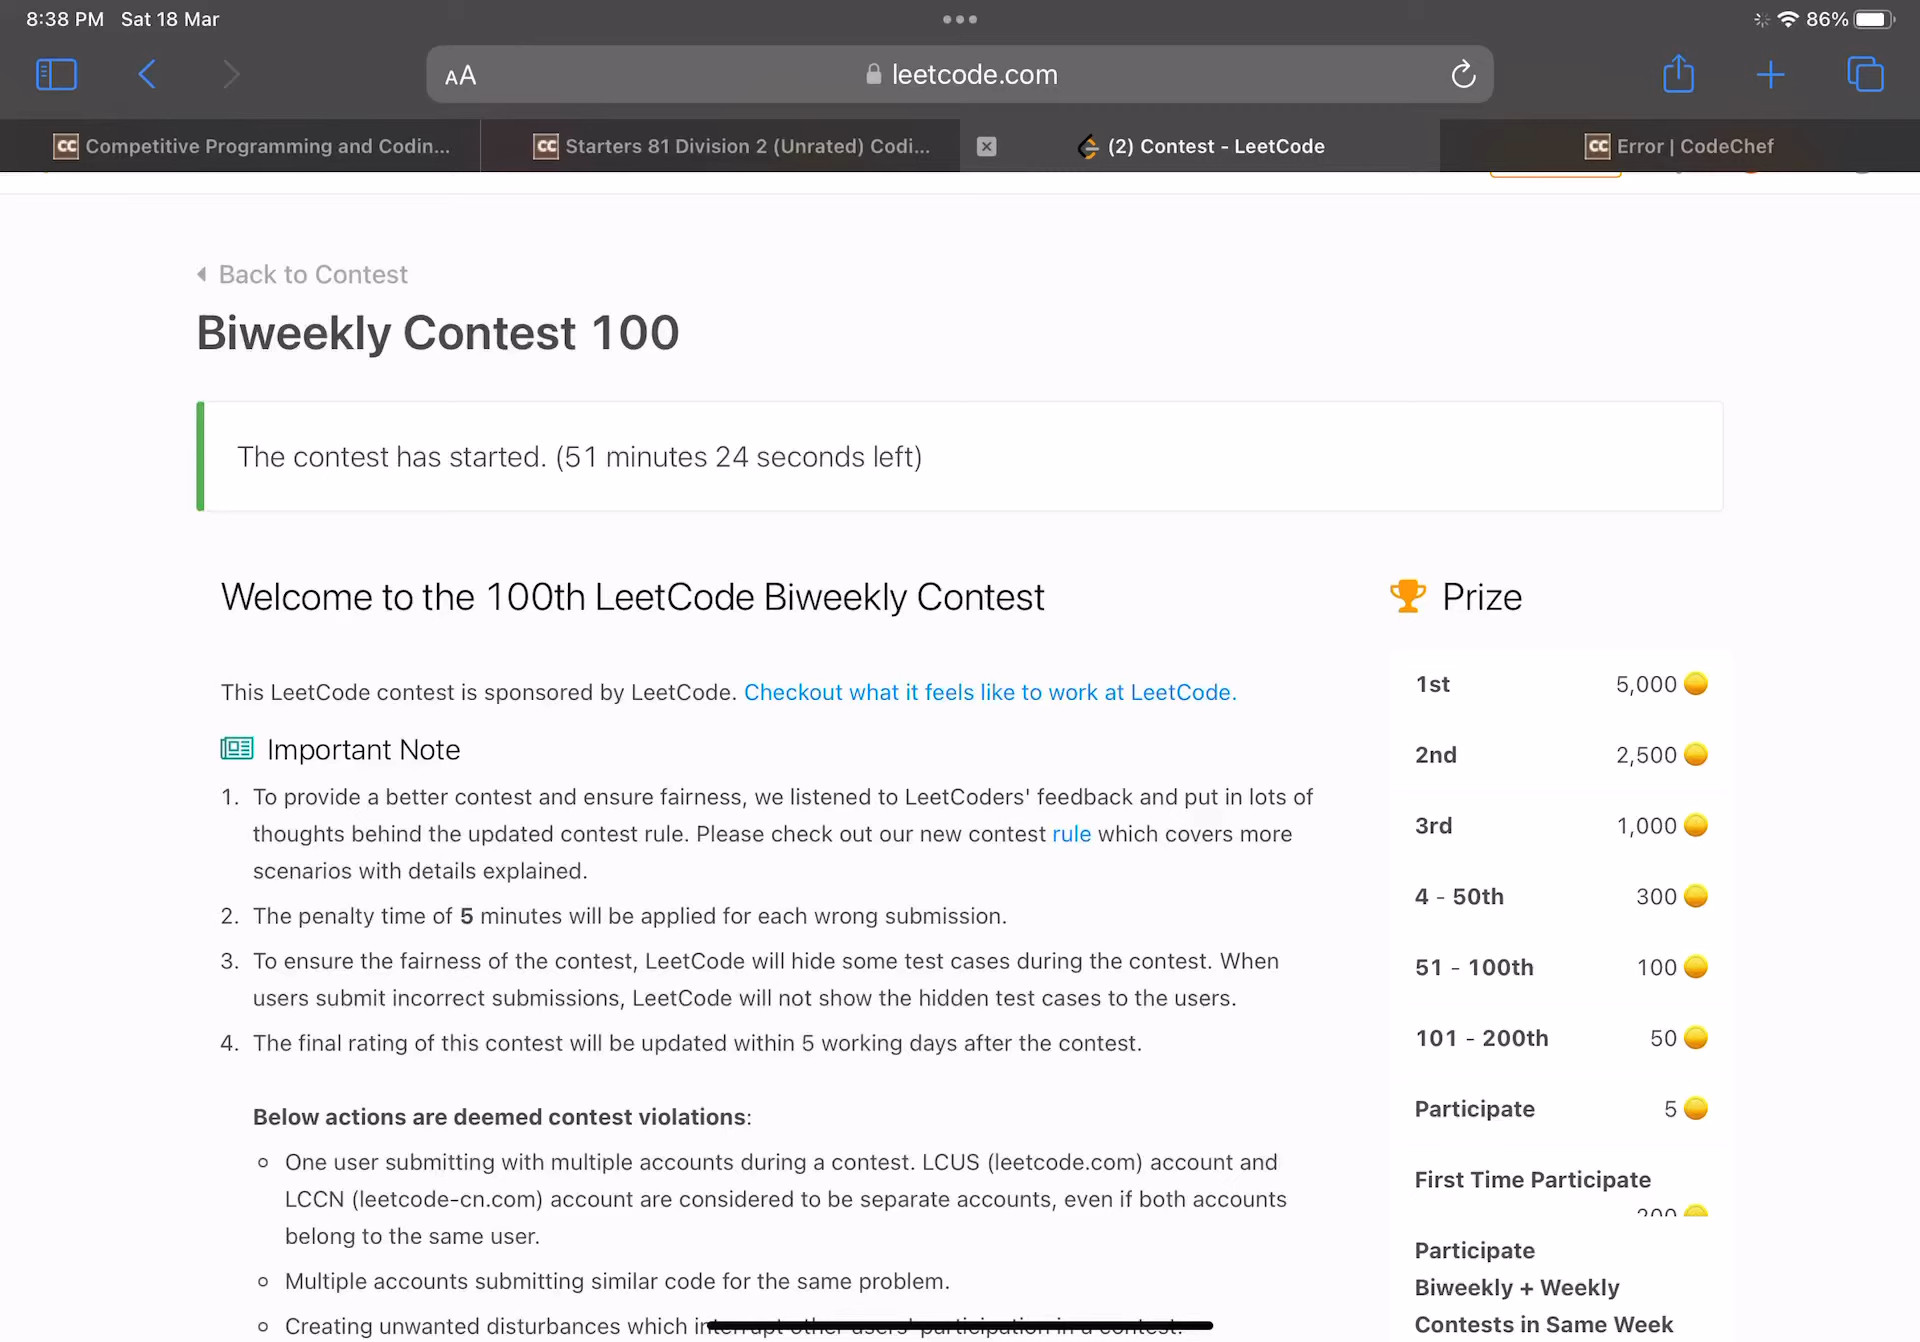 8:38 PM Sat 18 Mar
86%
AA
leetcode.com
CC Competitive Programming and Codin...
CC Starters 81 Division 2 (Unrated) Codi...
(2) Contest - LeetCode
CC Error | CodeChef
Back to Contest
Biweekly Contest 100
The contest has started. (51 minutes 24 seconds left)
Welcome to the 100th LeetCode Biweekly Contest
This LeetCode contest is sponsored by LeetCode. Checkout what it feels like to work at LeetCode.
Important Note
1. To provide a better contest and ensure fairness, we listened to LeetCoders' feedback and put in lots of
thoughts behind the updated contest rule. Please check out our new contest rule which covers more
scenarios with details explained.
2. The penalty time of 5 minutes will be applied for each wrong submission.
3. To ensure the fairness of the contest, LeetCode will hide some test cases during the contest. When
users submit incorrect submissions, LeetCode will not show the hidden test cases to the users.
4. The final rating of this contest will be updated within 5 working days after the contest.
Below actions are deemed contest violations:
One user submitting with multiple accounts during a contest. LCUS (leetcode.com) account and
LCCN (leetcode-cn.com) account are considered to be separate accounts, even if both accounts
belong to the same user.
Multiple accounts submitting similar code for the same problem.
Creating unwanted disturbances which interrupt other users' participation in a contest.
Prize
1st 5,000
2nd 2,500
3rd 1,000
4 - 50th 300
51 - 100th 100
101 - 200th 50
Participate 5
First Time Participate
200
Participate
Biweekly + Weekly
Contests in Same Week